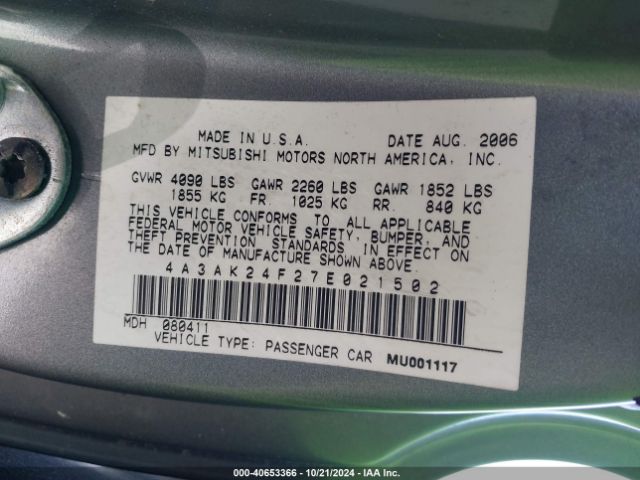 MADE IN U.S.A. DATE AUG. 2006
MFD BY MITSUBISHI MOTORS NORTH AMERICA, INC.
GVWR 4090 LBS GAWR 2260 LBS GAWR 1852 LBS
1855 KG FR. 1025 KG RR. 840 KG
THIS VEHICLE CONFORMS TO ALL APPLICABLE
FEDERAL MOTOR VEHICLE SAFETY, BUMPER, AND
THEFT PREVENTION STANDARDS IN EFFECT ON
THE DATE OF MANUFACTURE SHOWN ABOVE.
4A3AK24F27E021502
MDH 080411
VEHICLE TYPE: PASSENGER CAR MU001117
000-40653366 | 10/21/2024 | IAA Inc.